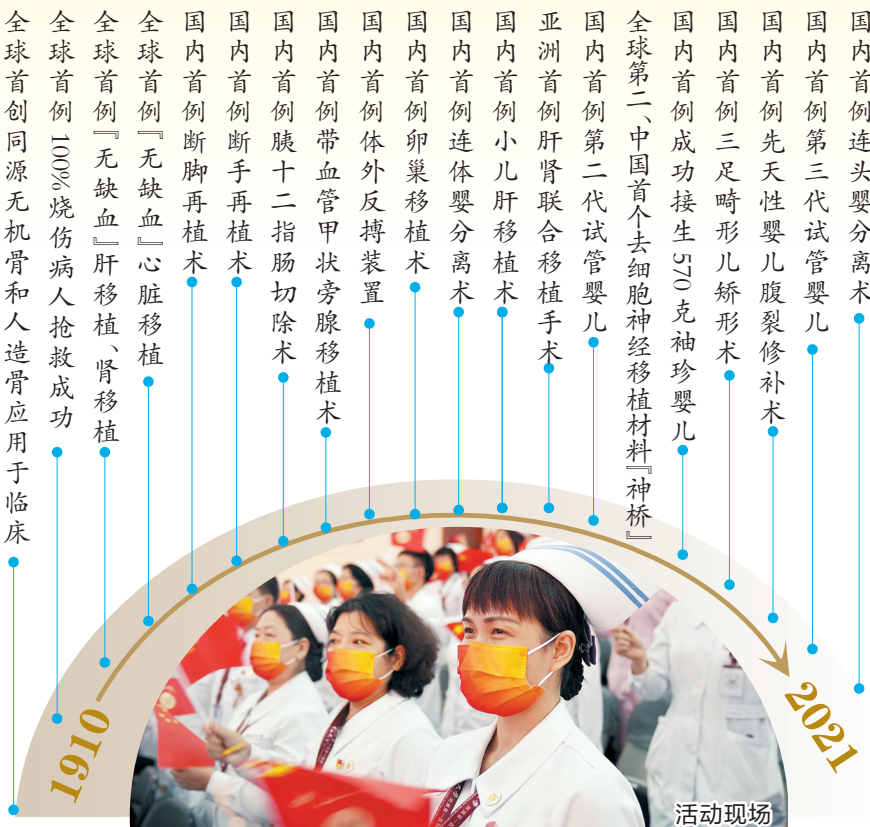 全球首创同源无机骨和人造骨应用于临床
全球首例100%烧伤病人抢救成功
全球首例『无缺血』肝移植、肾移植
全球首例『无缺血』心脏移植
国内首例断脚再植术
国内首例断手再植术
国内首例胰十二指肠切除术
国内首例带血管甲状旁腺移植术
国内首例体外反搏装置
国内首例卵巢移植术
国内首例连体婴分离术
国内首例小儿肝移植术
亚洲首例肝肾联合移植手术
国内首例第二代试管婴儿
全球第二、中国首个去细胞神经移植材料『神桥』
国内首例成功接生570克袖珍婴儿
国内首例三足畸形儿矫形术
国内首例先天性婴儿腹裂修补术
国内首例第三代试管婴儿
国内首例连头婴分离术
1910
2021
活动现场